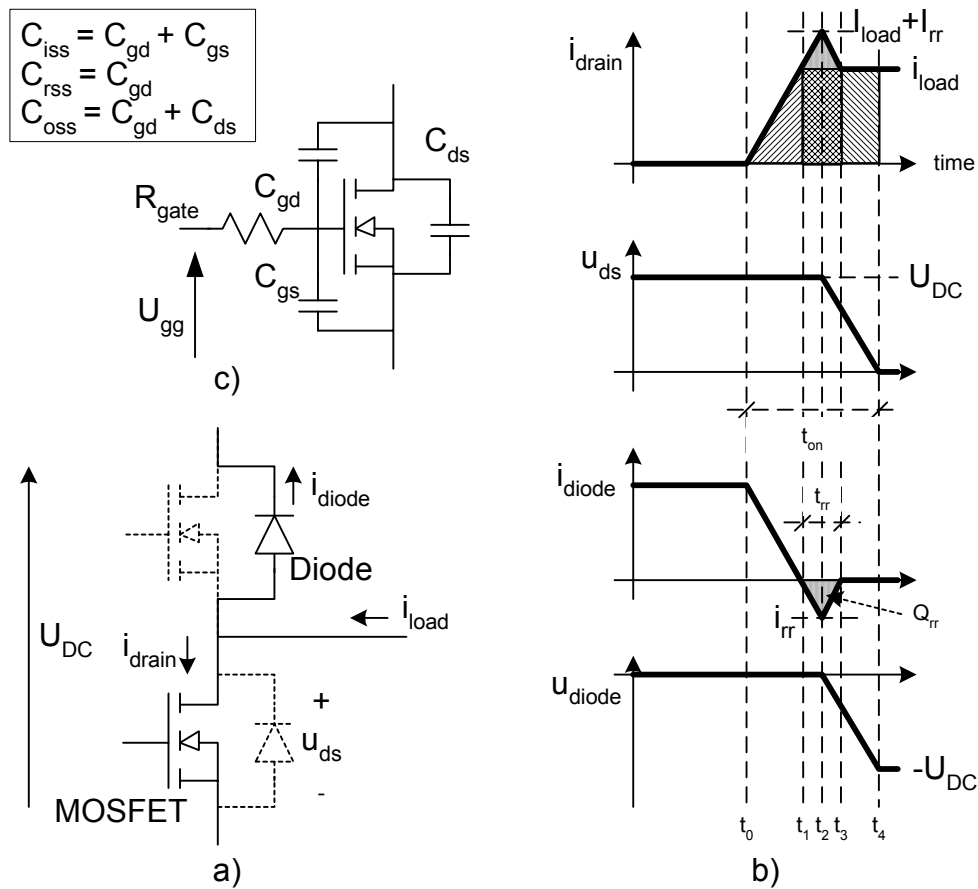 C_iss = C_gd + C_gs
C_rss = C_gd
C_oss = C_gd + C_ds
C_ds
C_gd
R_gate
C_gs
U_gg
c)
i_diode
Diode
U_DC
i_load
i_drain
+
u_ds
-
MOSFET
a)
I_load+I_rr
i_drain
i_load
time
u_ds
U_DC
t_on
i_diode
t_rr
i_rr
Q_rr
u_diode
-U_DC
t_0 t_1 t_2 t_3 t_4
b)